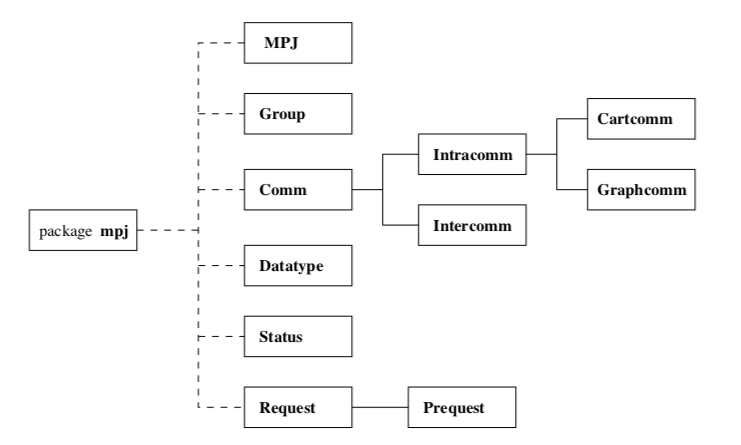 MPJ
Group
Cartcomm
Intracomm
Comm
Graphcomm
Intercomm
package mpj
Datatype
Status
Request
Prequest